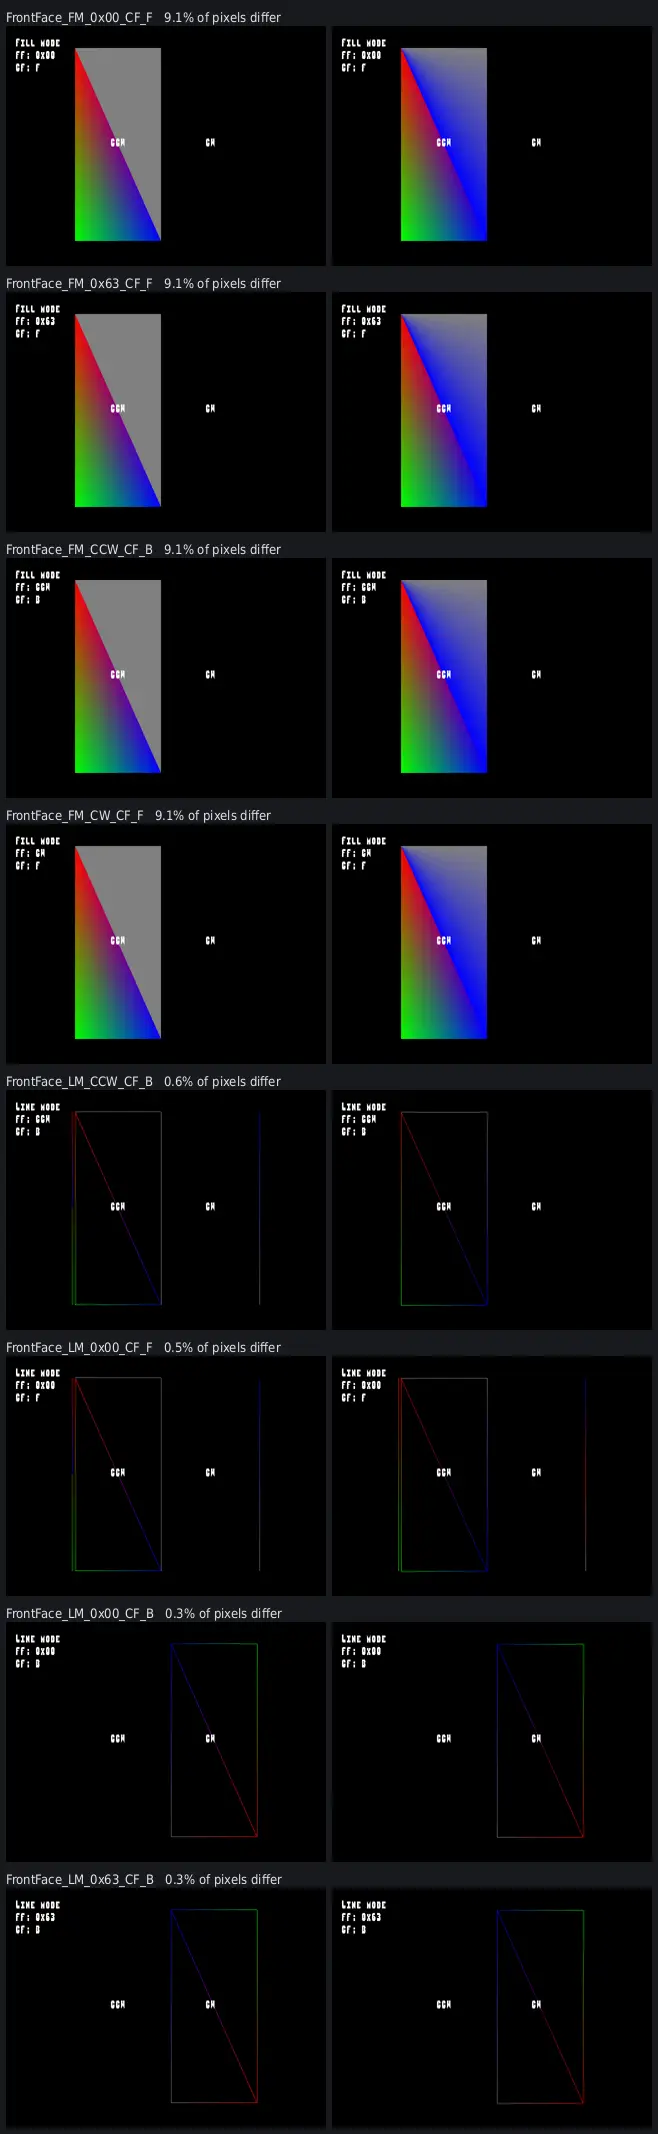 FrontFace_FM_0x00_CF_F 9.1% of pixels differ
FILL MODE
FF: 0x00
CF: F
CCW
CW
FILL MODE
FF: 0x00
CF: F
CCW
CW
FrontFace_FM_0x63_CF_F 9.1% of pixels differ
FILL MODE
FF: 0x63
CF: F
CCW
CW
FILL MODE
FF: 0x63
CF: F
CCW
CW
FrontFace_FM_CCW_CF_B 9.1% of pixels differ
FILL MODE
FF: CCW
CF: B
CCW
CW
FILL MODE
FF: CCW
CF: B
CCW
CW
FrontFace_FM_CW_CF_F 9.1% of pixels differ
FILL MODE
FF: CW
CF: F
CCW
CW
FILL MODE
FF: CW
CF: F
CCW
CW
FrontFace_LM_CCW_CF_B 0.6% of pixels differ
LINE MODE
FF: CCW
CF: B
CCW
CW
LINE MODE
FF: CCW
CF: B
CCW
CW
FrontFace_LM_0x00_CF_F 0.5% of pixels differ
LINE MODE
FF: 0x00
CF: F
CCW
CW
LINE MODE
FF: 0x00
CF: F
CCW
CW
FrontFace_LM_0x00_CF_B 0.3% of pixels differ
LINE MODE
FF: 0x00
CF: B
CCW
CW
LINE MODE
FF: 0x00
CF: B
CCW
CW
FrontFace_LM_0x63_CF_B 0.3% of pixels differ
LINE MODE
FF: 0x63
CF: B
CCW
CW
LINE MODE
FF: 0x63
CF: B
CCW
CW